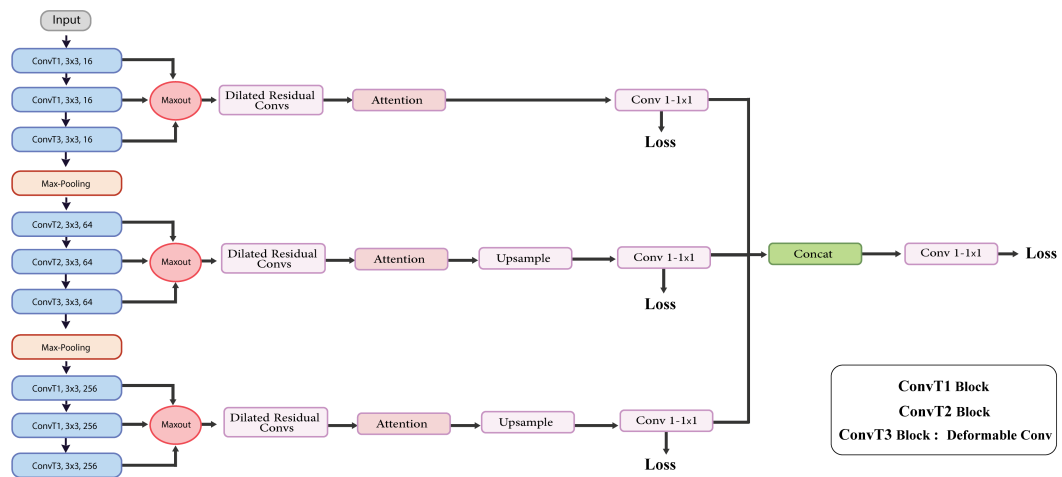 Input
ConvT1, 3x3, 16
ConvT1, 3x3, 16
ConvT3, 3x3, 16
Maxout
Dilated Residual
Convs
Attention
Conv 1-1x1
Loss
Max-Pooling
ConvT2, 3x3, 64
ConvT2, 3x3, 64
ConvT3, 3x3, 64
Maxout
Dilated Residual
Convs
Attention
Upsample
Conv 1-1x1
Loss
Concat
Conv 1-1x1
Loss
Max-Pooling
ConvT1, 3x3, 256
ConvT1, 3x3, 256
ConvT3, 3x3, 256
Maxout
Dilated Residual
Convs
Attention
Upsample
Conv 1-1x1
Loss
ConvT1 Block
ConvT2 Block
ConvT3 Block : Deformable Conv